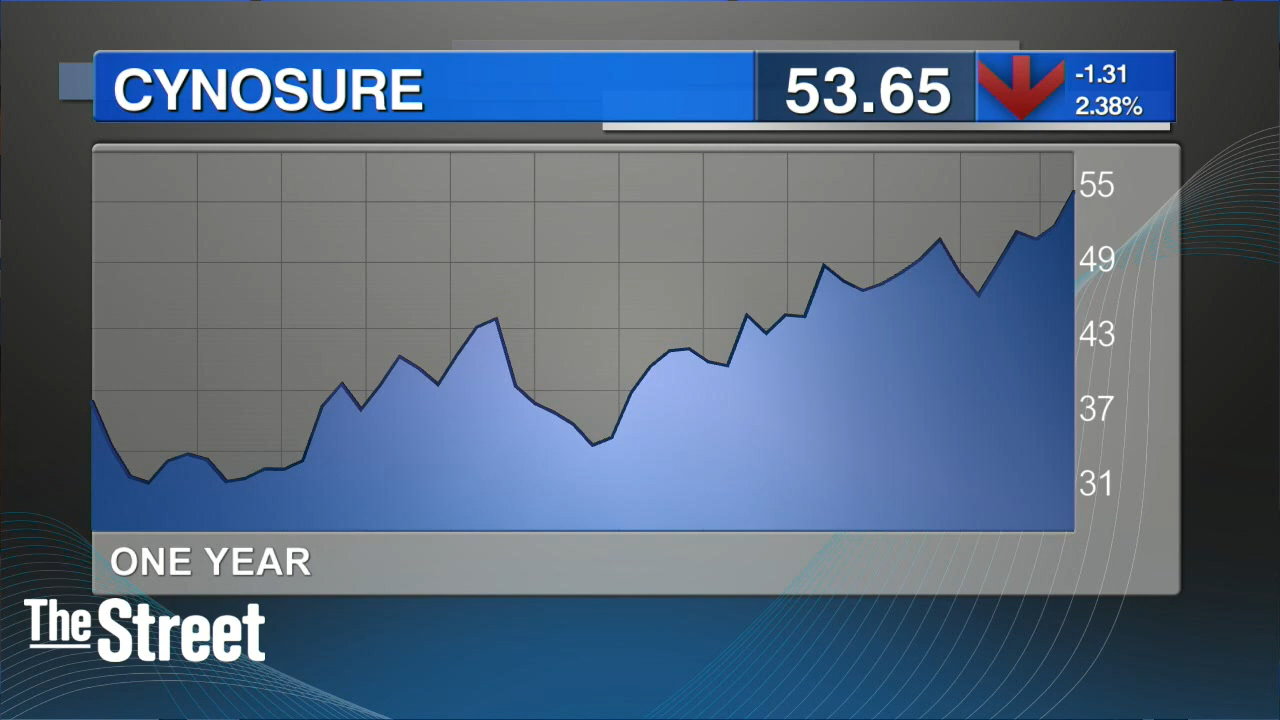 CYNOSURE
53.65
-1.31
2.38%
55
49
43
37
31
ONE YEAR
The Street